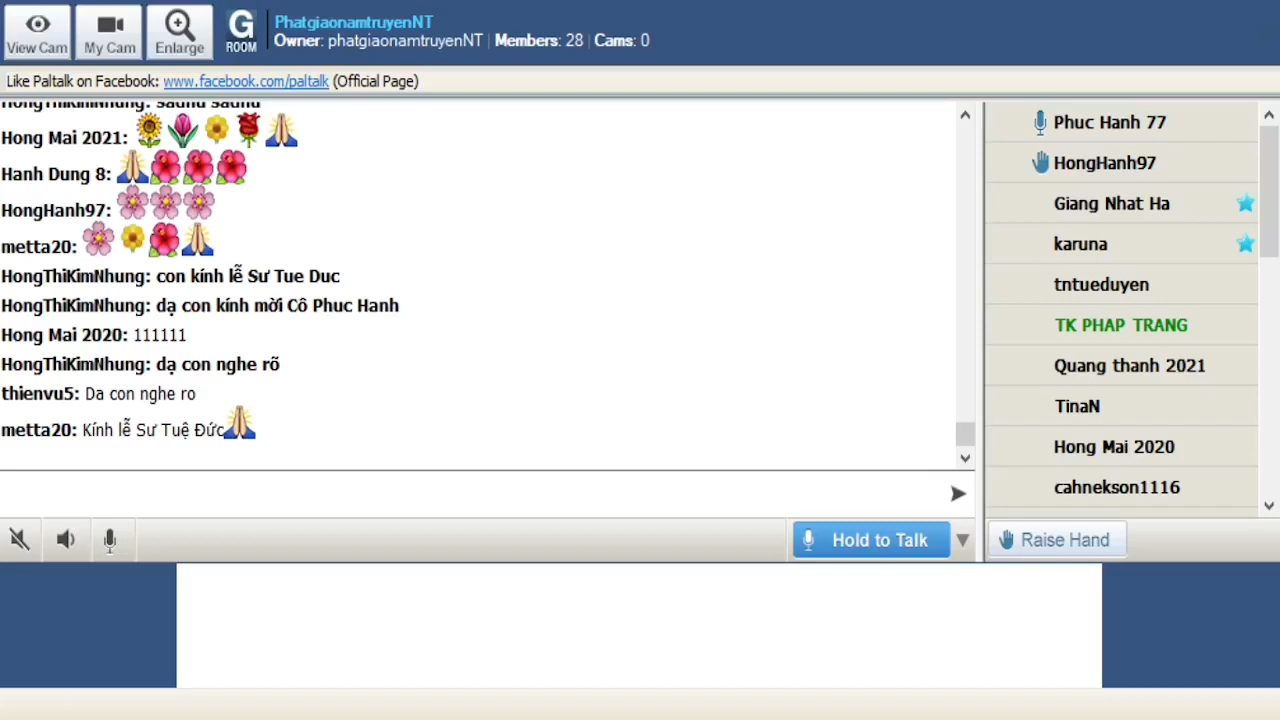 PhatgiaonamtruyenNT
View Cam
My Cam
Enlarge
G
ROOM
Owner: phatgiaonamtruyenNT | Members: 28 | Cams: 0
Like Paltalk on Facebook: www.facebook.com/paltalk (Official Page)
HongThiKimNhung: sadhu sadhu
Hong Mai 2021:
Hanh Dung 8:
HongHanh97:
metta20:
HongThiKimNhung: con kính lễ Sư Tue Duc
HongThiKimNhung: dạ con kính mời Cô Phuc Hanh
Hong Mai 2020: 111111
HongThiKimNhung: dạ con nghe rõ
thienvu5: Da con nghe ro
metta20: Kính lễ Sư Tuệ Đức
Phuc Hanh 77
HongHanh97
Giang Nhat Ha
karuna
tntueduyen
TK PHAP TRANG
Quang thanh 2021
TinaN
Hong Mai 2020
cahnekson1116
Hold to Talk
Raise Hand